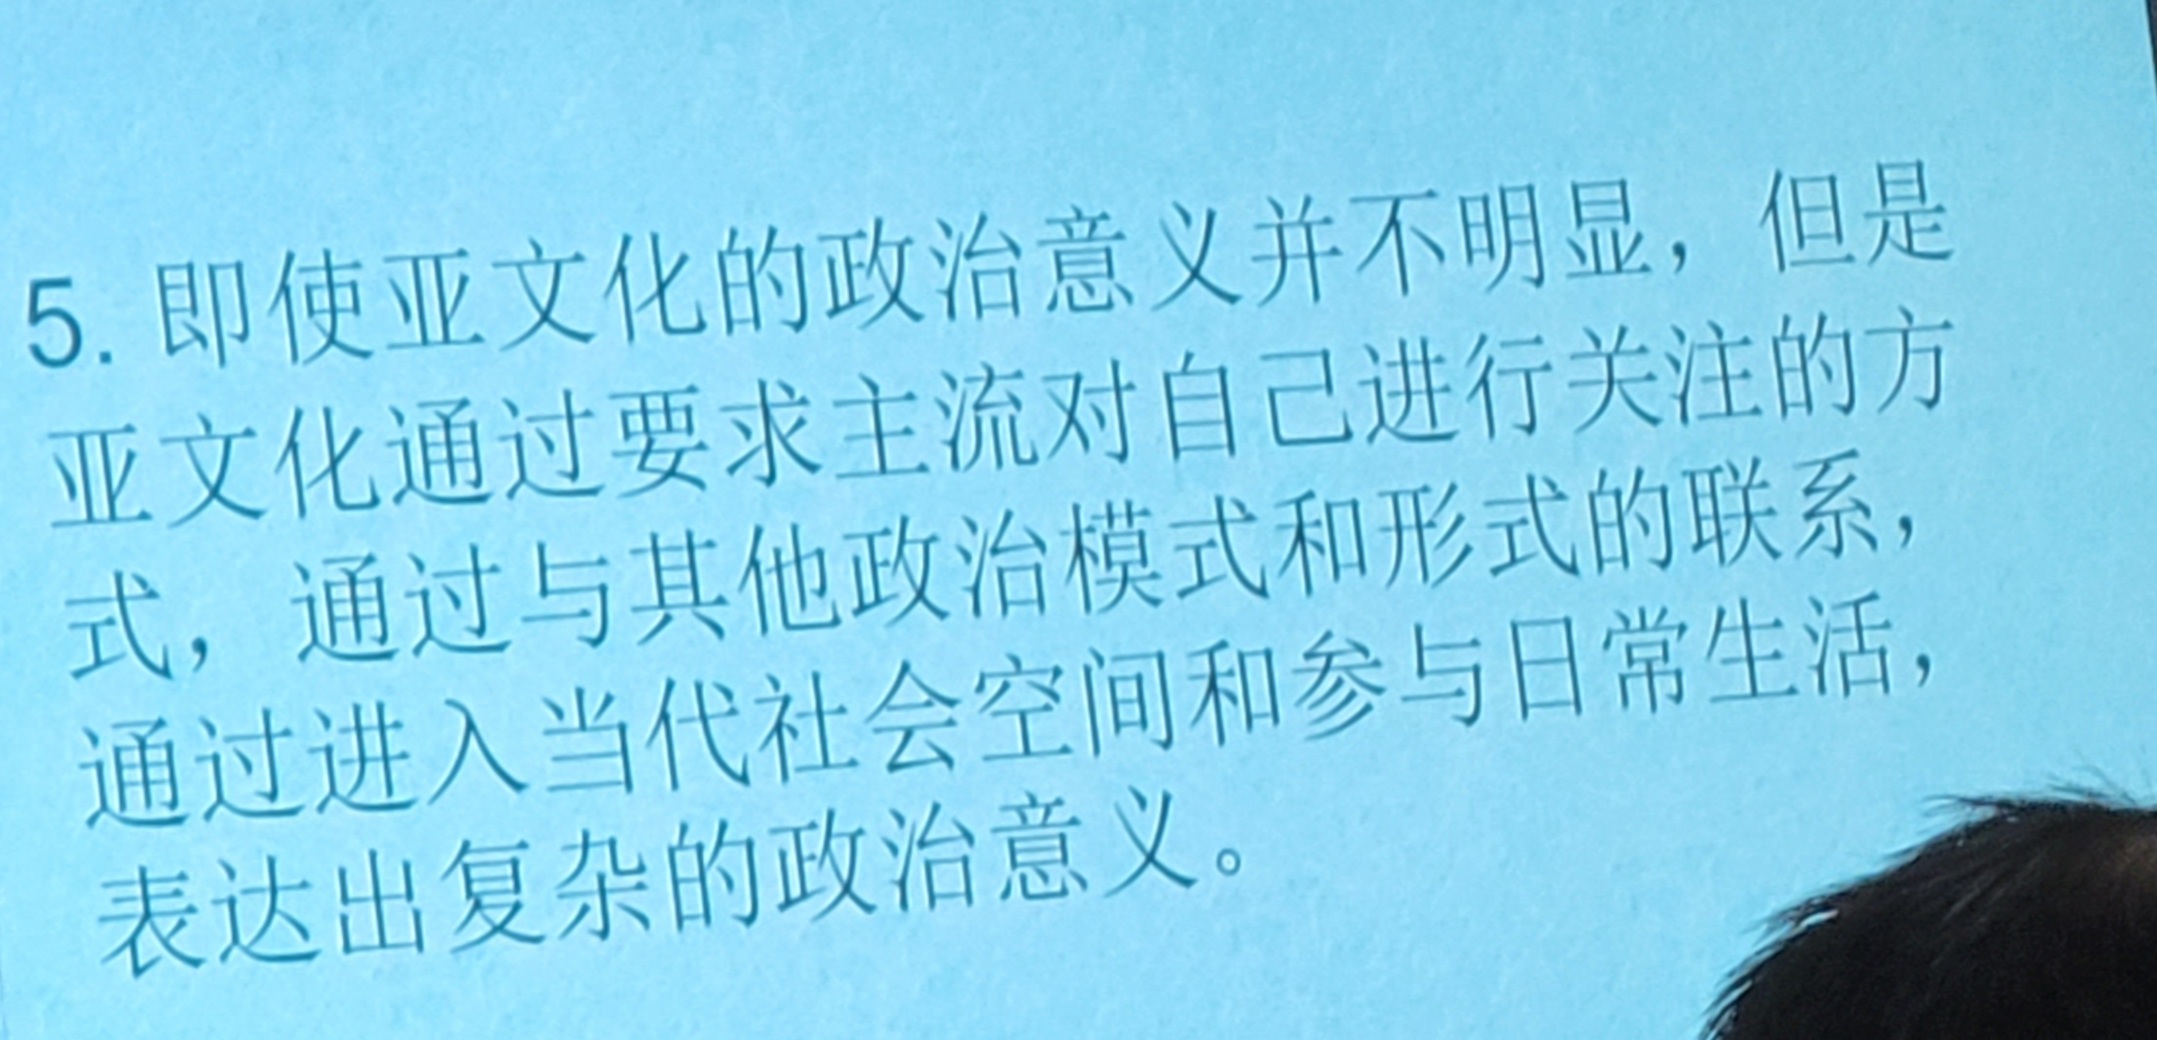 5. 即使亚文化的政治意义并不明显，但是
亚文化通过要求主流对自己进行关注的方
式，通过与其他政治模式和形式的联系，
通过进入当代社会空间和参与日常生活，
表达出复杂的政治意义。